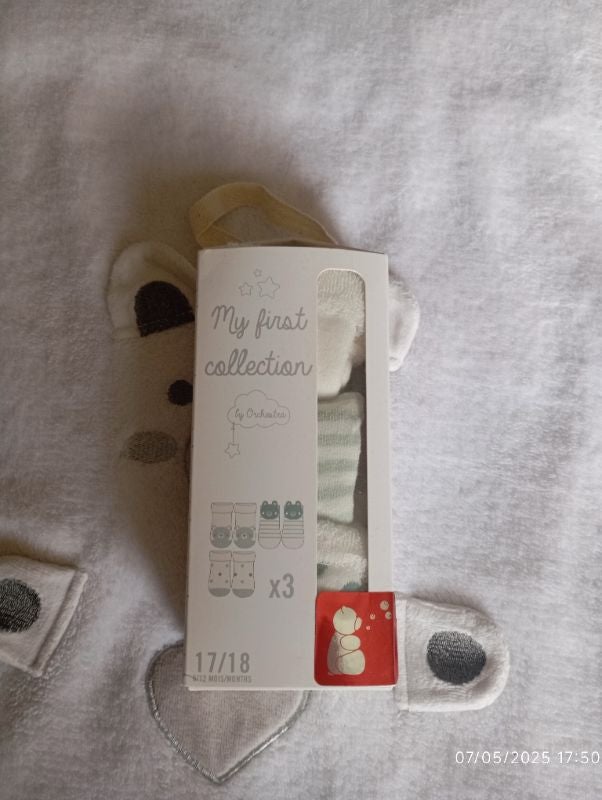 My first
collection
by Orchestra
x3
17/18
6/12 MOIS/MONTHS
07/05/2025 17:50